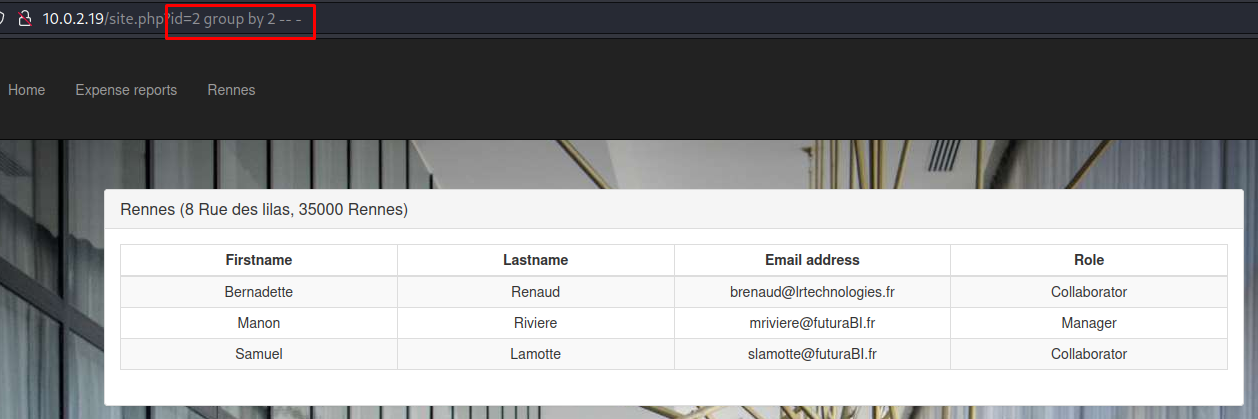 10.0.2.19/site.php?id=2 group by 2 -- -
Home Expense reports Rennes
Rennes (8 Rue des lilas, 35000 Rennes)
Firstname Lastname Email address Role
Bernadette Renaud brenaud@lrtechnologies.fr Collaborator
Manon Riviere mriviere@futuraBI.fr Manager
Samuel Lamotte slamotte@futuraBI.fr Collaborator